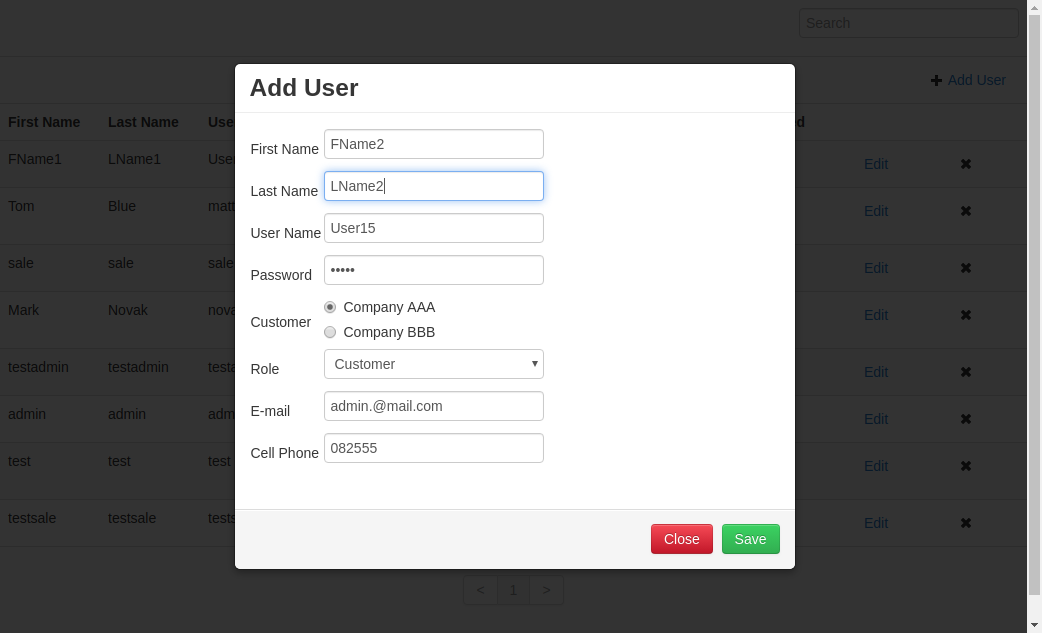 Search
Add User
Add User
First Name Last Name Use d
First Name FName2
FName1 LName1 Use Edit
Last Name LName2
Tom Blue matt Edit
User Name User15
sale sale sale Edit
Password •••••
Mark Novak nova Edit
Customer Company AAA
Company BBB
testadmin testadmin testa Edit
Role Customer
admin admin adm Edit
E-mail admin.@mail.com
Cell Phone 082555
test test test Edit
testsale testsale tests Edit
Close Save
< 1 >